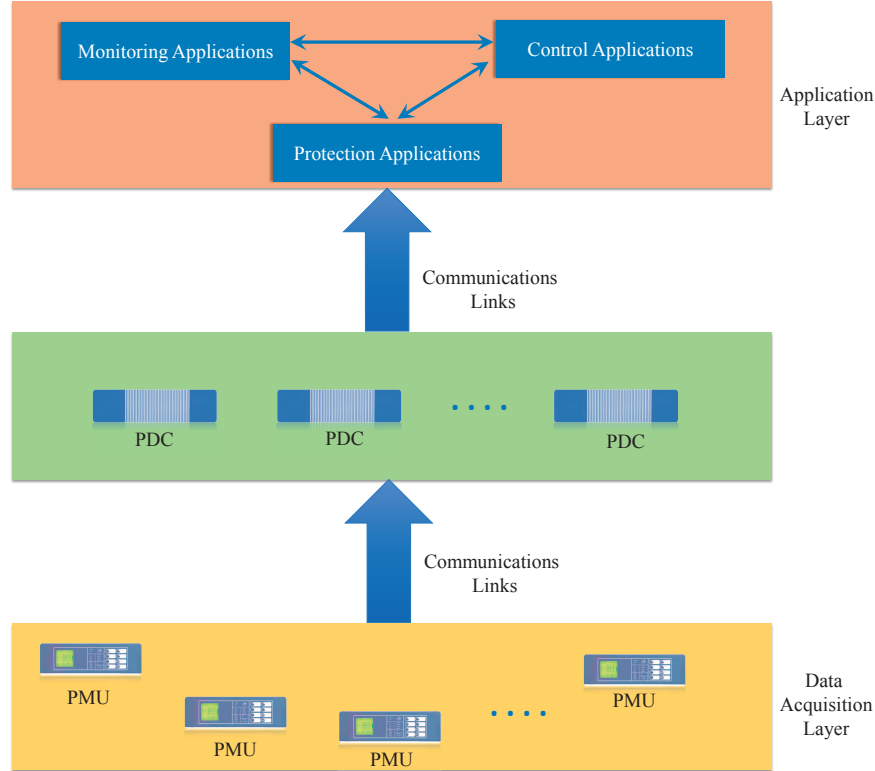 Monitoring Applications
Control Applications
Protection Applications
Application
Layer
Communications
Links
PDC
PDC
PDC
Communications
Links
PMU
PMU
PMU
PMU
Data
Acquisition
Layer